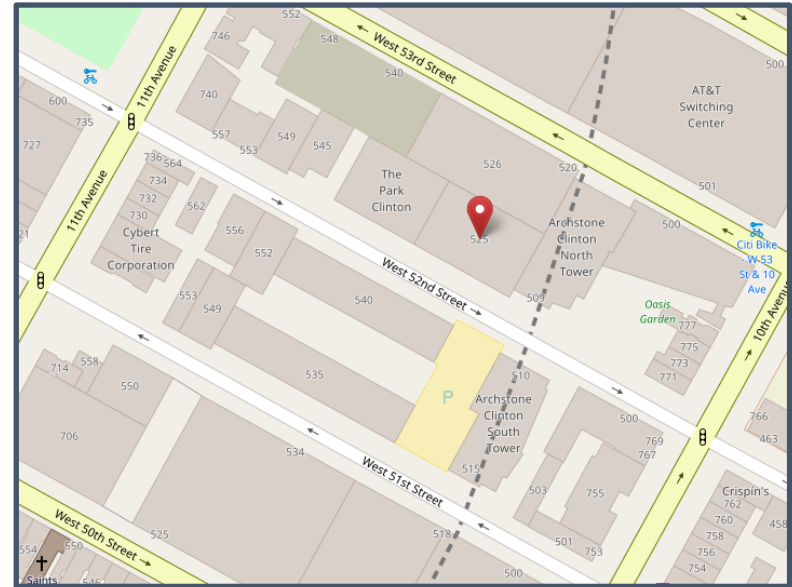 552
548
746
11th Avenue
West 53rd Street
540
500
AT&T
Switching
Center
600
735
740
557
553
549
545
727
736
564
734
732
730
562
The
Park
Clinton
526
520
501
11th Avenue
Cybert
Tire
Corporation
556
552
525
Archstone
Clinton
North
Tower
500
Citi Bike
- W 53
St & 10
Ave
West 52nd Street
509
Oasis
Garden
777
775
773
771
10th Avenue
553
549
540
714
558
550
535
P
510
Archstone
Clinton
South
Tower
500
769
767
766
463
706
534
West 51st Street
515
503
755
Crispin's
762
760
758
756
754
458
West 50th Street
525
518
501
753
500
554
550
546
Saints